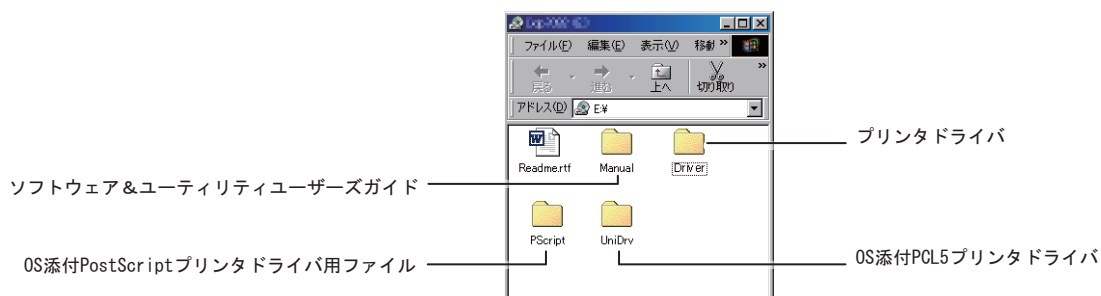 ファイル(F) 編集(E) 表示(V) 移動 »
戻る 進む 上へ 切り取り »
アドレス(D) E:¥
プリンタドライバ
Readme.rtf Manual Driver
ソフトウェア＆ユーティリティユーザーズガイド
PScript UniDrv
OS添付PostScriptプリンタドライバ用ファイル
OS添付PCL5プリンタドライバ